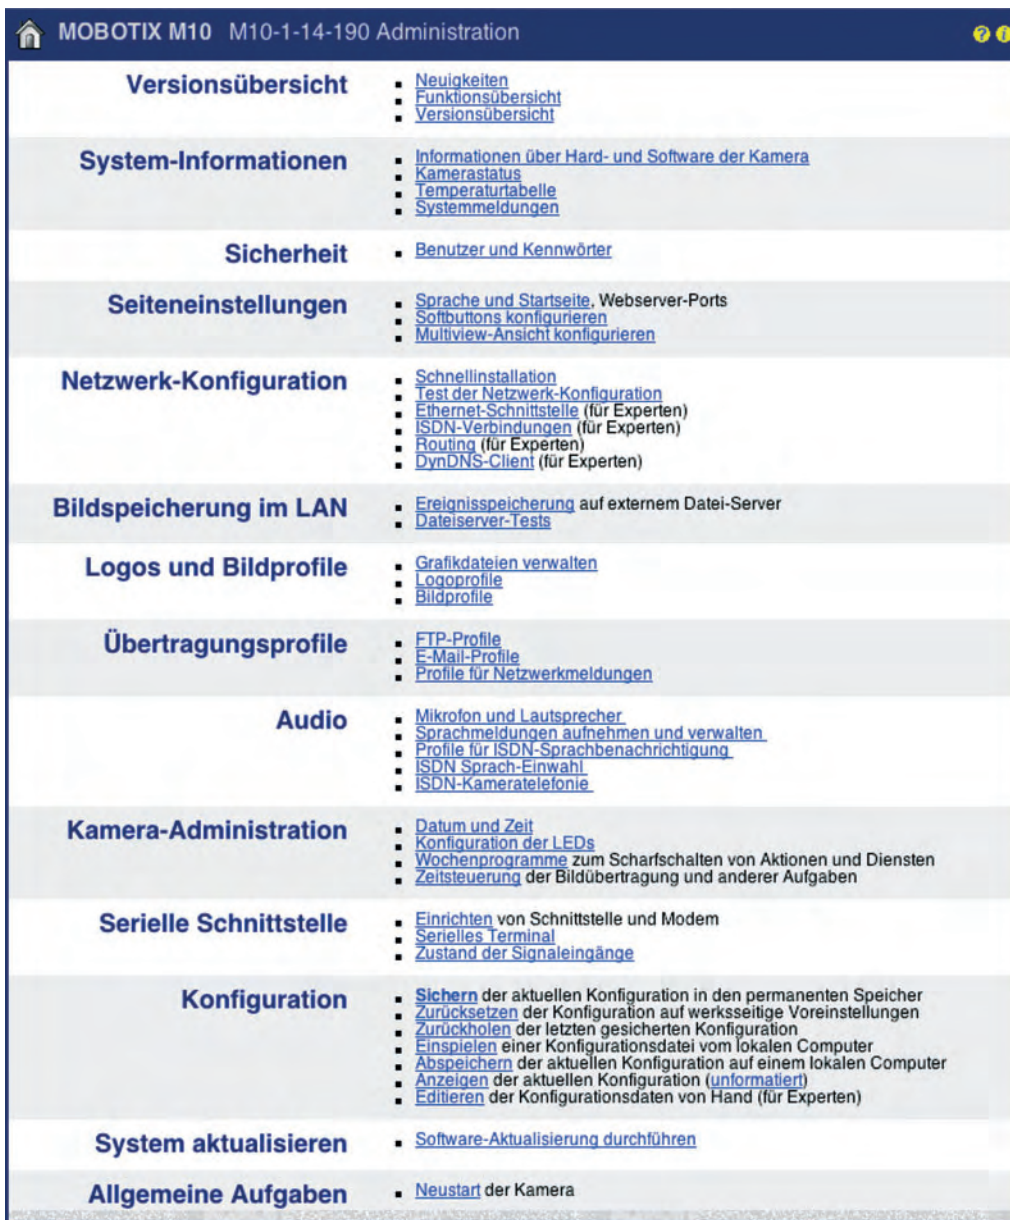 MOBOTIX M10 M10-1-14-190 Administration
Versionsübersicht
Neuigkeiten
Funktionsübersicht
Versionsübersicht
System-Informationen
Informationen über Hard- und Software der Kamera
Kamerastatus
Temperaturtabelle
Systemmeldungen
Sicherheit
Benutzer und Kennwörter
Seiteneinstellungen
Sprache und Startseite, Webserver-Ports
Softbuttons konfigurieren
Multiview-Ansicht konfigurieren
Netzwerk-Konfiguration
Schnellinstallation
Test der Netzwerk-Konfiguration
Ethernet-Schnittstelle (für Experten)
ISDN-Verbindungen (für Experten)
Routing (für Experten)
DynDNS-Client (für Experten)
Bildspeicherung im LAN
Ereignisspeicherung auf externem Datei-Server
Dateiserver-Tests
Logos und Bildprofile
Grafikdateien verwalten
Logoprofile
Bildprofile
Übertragungsprofile
FTP-Profile
E-Mail-Profile
Profile für Netzwerkmeldungen
Audio
Mikrofon und Lautsprecher
Sprachmeldungen aufnehmen und verwalten
Profile für ISDN-Sprachbenachrichtigung
ISDN Sprach-Einwahl
ISDN-Kameratelefonie
Kamera-Administration
Datum und Zeit
Konfiguration der LEDs
Wochenprogramme zum Scharfschalten von Aktionen und Diensten
Zeitsteuerung der Bildübertragung und anderer Aufgaben
Serielle Schnittstelle
Einrichten von Schnittstelle und Modem
Serielles Terminal
Zustand der Signaleingänge
Konfiguration
Sichern der aktuellen Konfiguration in den permanenten Speicher
Zurücksetzen der Konfiguration auf werksseitige Voreinstellungen
Zurückholen der letzten gesicherten Konfiguration
Einspielen einer Konfigurationsdatei vom lokalen Computer
Abspeichern der aktuellen Konfiguration auf einem lokalen Computer
Anzeigen der aktuellen Konfiguration (unformatiert)
Editieren der Konfigurationsdaten von Hand (für Experten)
System aktualisieren
Software-Aktualisierung durchführen
Allgemeine Aufgaben
Neustart der Kamera